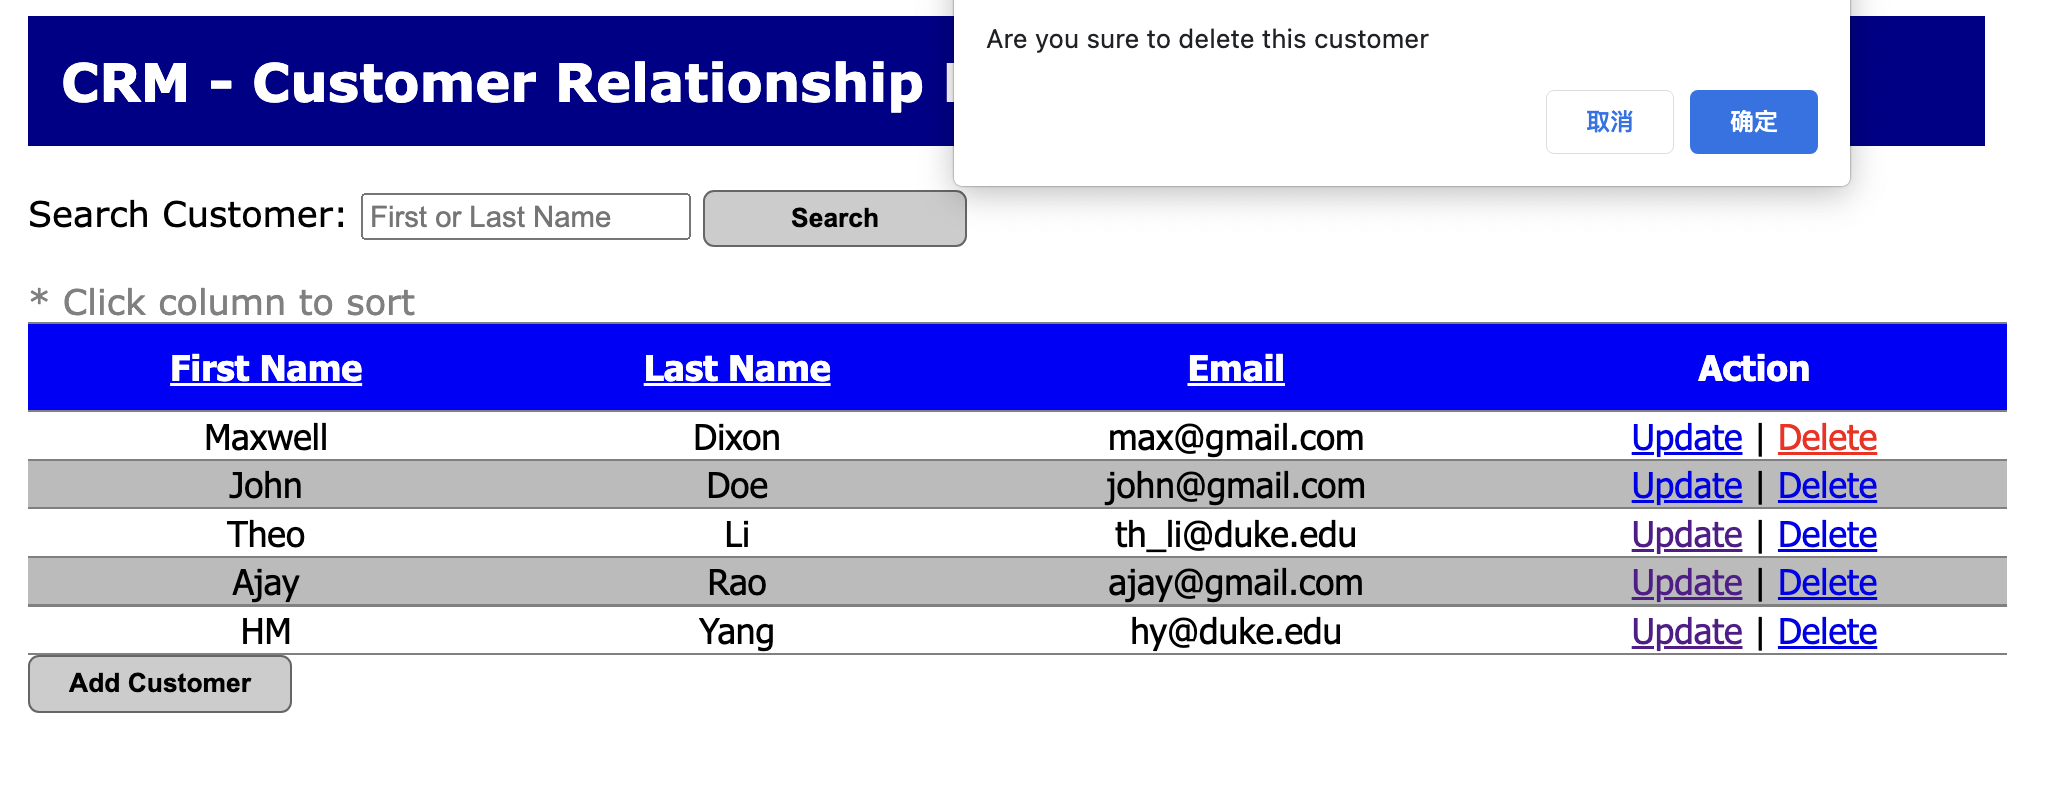 Are you sure to delete this customer
取消 确定
CRM - Customer Relationship
Search Customer: First or Last Name Search
* Click column to sort
First Name Last Name Email Action
Maxwell Dixon max@gmail.com Update | Delete
John Doe john@gmail.com Update | Delete
Theo Li th_li@duke.edu Update | Delete
Ajay Rao ajay@gmail.com Update | Delete
HM Yang hy@duke.edu Update | Delete
Add Customer